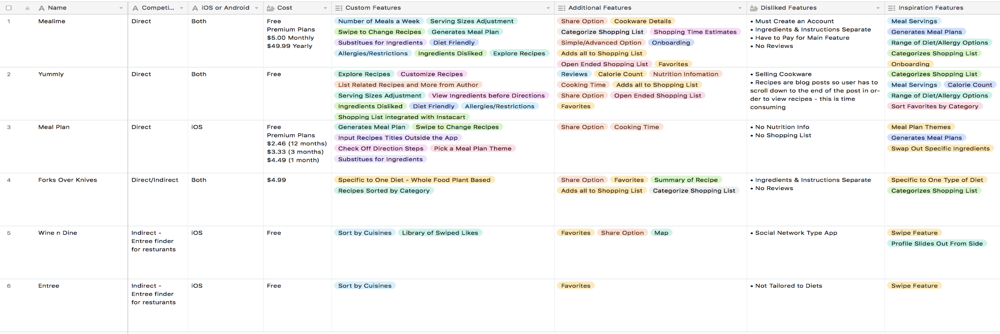 Name Competi... iOS or Android Cost Custom Features Additional Features Disliked Features Inspiration Features
1 Mealime Direct Both
Free
Premium Plans
$5.00 Monthly
$49.99 Yearly
Number of Meals a Week Serving Sizes Adjustment
Swipe to Change Recipes Generates Meal Plan
Substitues for Ingredients Diet Friendly
Allergies/Restrictions Ingredients Disliked Explore Recipes
Share Option Cookware Details
Categorize Shopping List Shopping Time Estimates
Simple/Advanced Option Onboarding
Adds all to Shopping List
Open Ended Shopping List Favorites
• Must Create an Account
• Ingredients & Instructions Separate
• Have to Pay for Main Feature
• No Reviews
Meal Servings
Generates Meal Plans
Range of Diet/Allergy Options
Categorizes Shopping List
Onboarding
2 Yummly Direct Both Free
Explore Recipes Customize Recipes
List Related Recipes and More from Author
Serving Sizes Adjustment View Ingredients before Directions
Ingredients Disliked Diet Friendly Allergies/Restrictions
Shopping List integrated with Instacart
Reviews Calorie Count Nutrition Infomation
Cooking Time Adds all to Shopping List
Share Option Open Ended Shopping List
Favorites
• Selling Cookware
• Recipes are blog posts so user has to
scroll down to the end of the post in or-
der to view recipes - this is time
consuming
Categorizes Shopping List
Meal Servings Calorie Count
Range of Diet/Allergy Options
Sort Favorites by Category
3 Meal Plan Direct iOS
Free
Premium Plans
$2.46 (12 months)
$3.33 (3 months)
$4.49 (1 month)
Generates Meal Plan Swipe to Change Recipes
Input Recipes Titles Outside the App
Check Off Direction Steps Pick a Meal Plan Theme
Substitues for Ingredients
Share Option Cooking Time
• No Nutrition Info
• No Shopping List
Meal Plan Themes
Generates Meal Plans
Swap Out Specific Ingredients
4 Forks Over Knives Direct/Indirect Both $4.99
Specific to One Diet - Whole Food Plant Based
Recipes Sorted by Category
Share Option Favorites Summary of Recipe
Adds all to Shopping List Categorize Shopping List
• Ingredients & Instructions Separate
• No Reviews
Specific to One Type of Diet
Categorizes Shopping List
5 Wine n Dine
Indirect -
Entree finder
for resturants
iOS Free
Sort by Cuisines Library of Swiped Likes
Favorites Share Option Map
• Social Network Type App
Swipe Feature
Profile Slides Out From Side
6 Entree
Indirect -
Entree finder
for resturants
iOS Free
Sort by Cuisines
Favorites
• Not Tailored to Diets
Swipe Feature